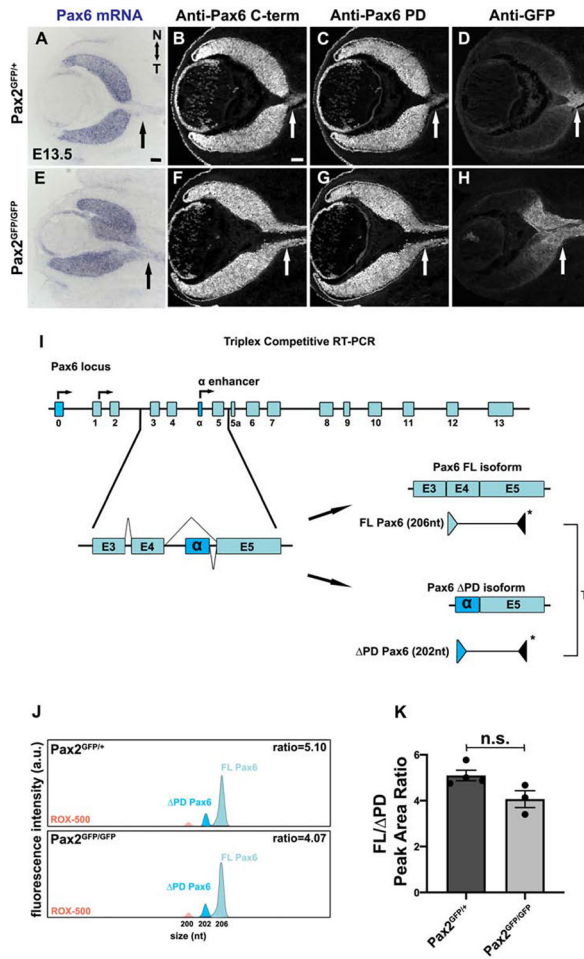 Pax6 mRNA Anti-Pax6 C-term Anti-Pax6 PD Anti-GFP
Pax2GFP/+
A N T B C D
E13.5
Pax2GFP/GFP
E F G H
I Triplex Competitive RT-PCR
Pax6 locus
α enhancer
0 1 2 3 4 α 5 5a 6 7 8 9 10 11 12 13
Pax6 FL isoform
E3 E4 E5
FL Pax6 (206nt) *
E3 E4 α E5
Pax6 ΔPD isoform
α E5
ΔPD Pax6 (202nt) *
J K
Pax2GFP/+ ratio=5.10
FL Pax6
ΔPD Pax6
ROX-500
Pax2GFP/GFP ratio=4.07
FL Pax6
ΔPD Pax6
ROX-500
200 202 206
size (nt)
fluorescence intensity (a.u.)
n.s.
6
4
2
0
FL/ΔPD
Peak Area Ratio
Pax2GFP/+
Pax2GFP/GFP